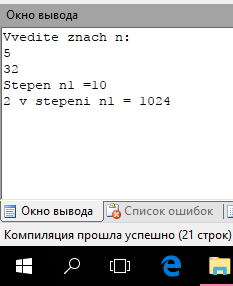 Окно вывода
Vvedite znach n:
5
32
Stepen n1 =10
2 v stepeni n1 = 1024
Окно вывода
Список ошибок
Компиляция прошла успешно (21 строк)